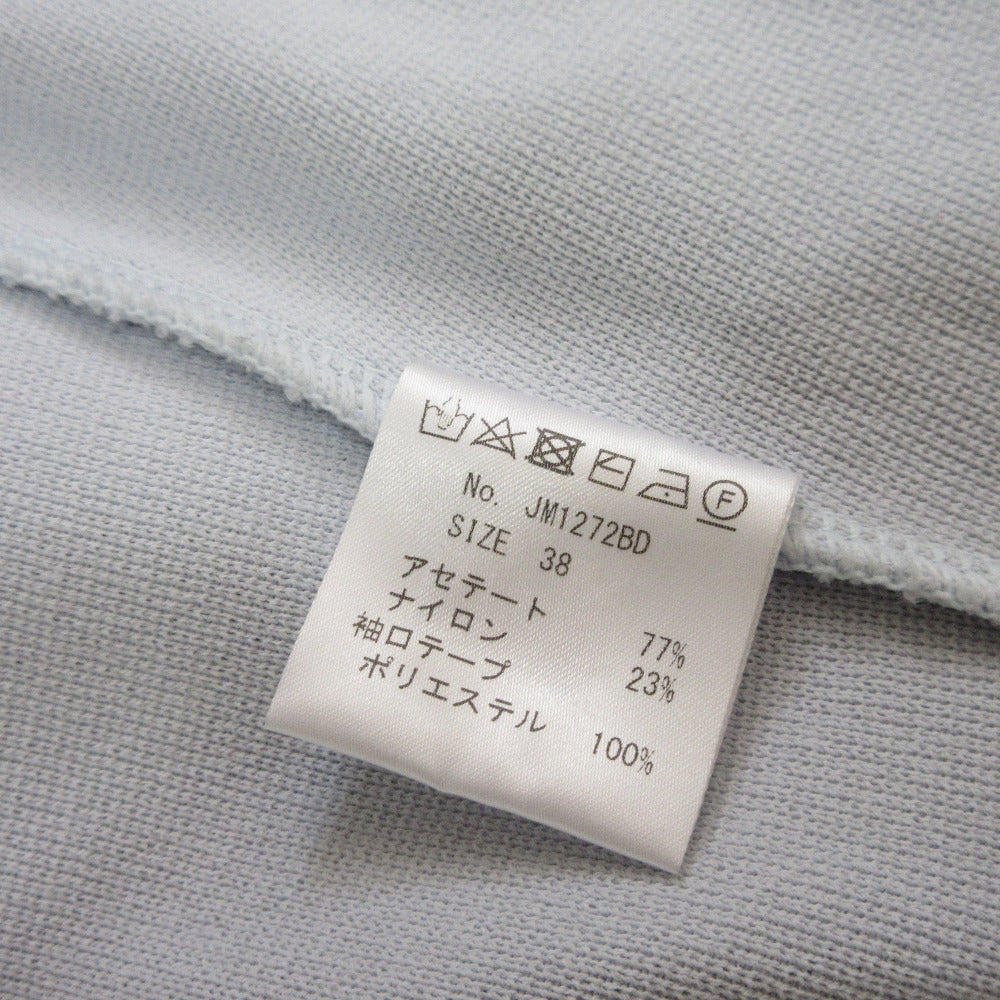 F
No. JM1272BD
SIZE 38
アセテート 77%
ナイロン 23%
袖口テープ
ポリエステル 100%